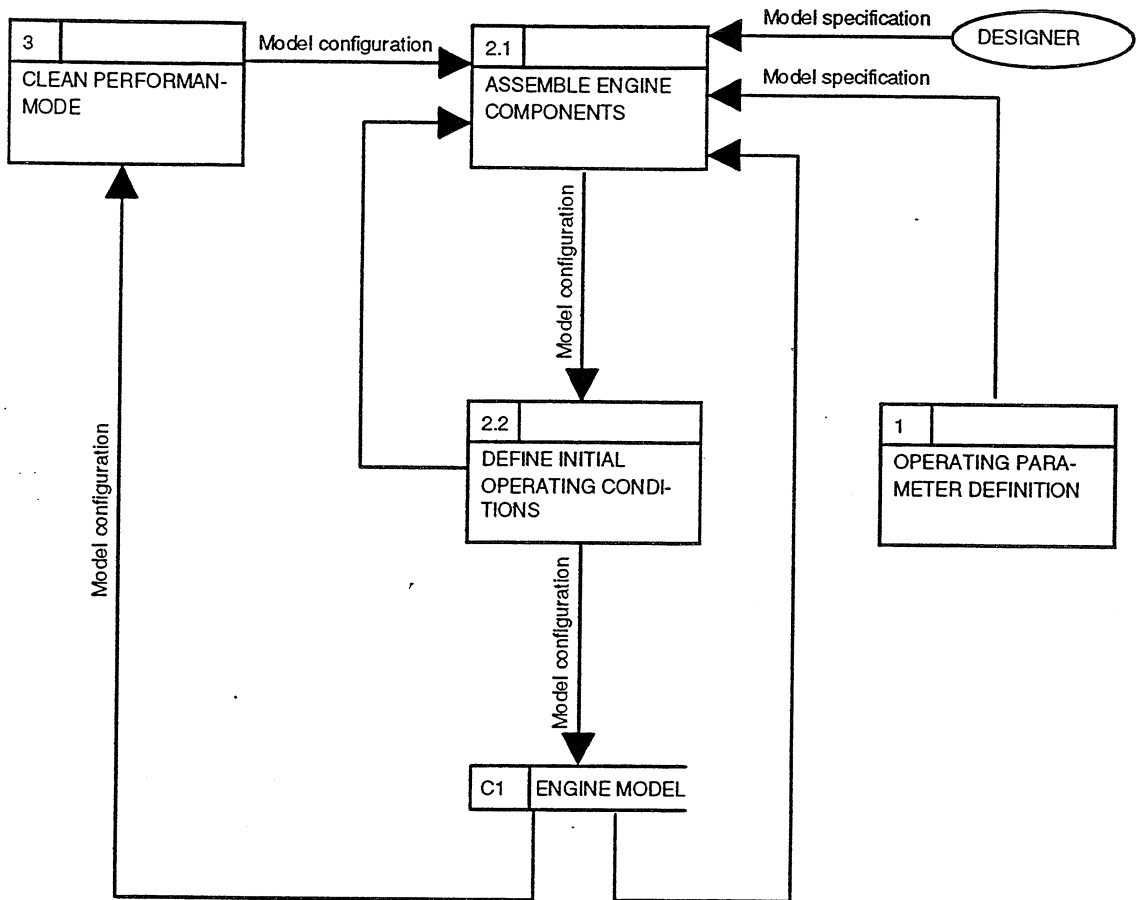 3
CLEAN PERFORMAN-
MODE
Model configuration
2.1
ASSEMBLE ENGINE
COMPONENTS
Model specification
DESIGNER
Model specification
Model configuration
2.2
DEFINE INITIAL
OPERATING CONDI-
TIONS
1
OPERATING PARA-
METER DEFINITION
Model configuration
Model configuration
C1
ENGINE MODEL